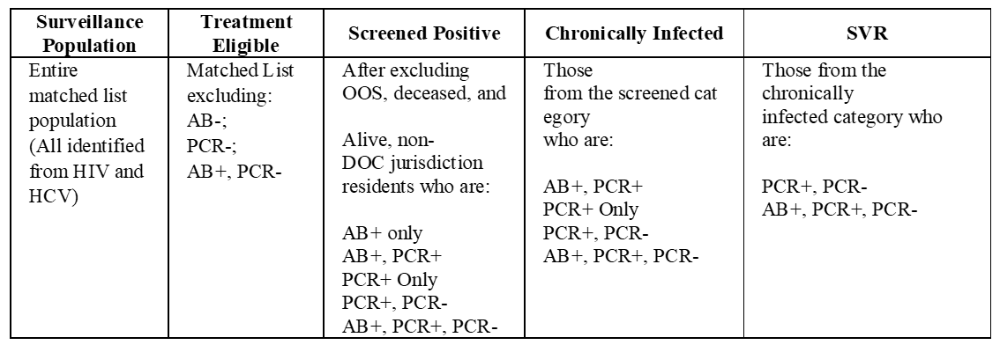 Surveillance
Population
Treatment
Eligible
Screened Positive
Chronically Infected
SVR
Entire
matched list
population
(All identified
from HIV and
HCV)
Matched List
excluding:
AB-;
PCR-;
AB+, PCR-
After excluding
OOS, deceased, and
Alive, non-
DOC jurisdiction
residents who are:
AB+ only
AB+, PCR+
PCR+ Only
PCR+, PCR-
AB+, PCR+, PCR-
Those
from the screened cat
egory
who are:
AB+, PCR+
PCR+ Only
PCR+, PCR-
AB+, PCR+, PCR-
Those from the
chronically
infected category who
are:
PCR+, PCR-
AB+, PCR+, PCR-